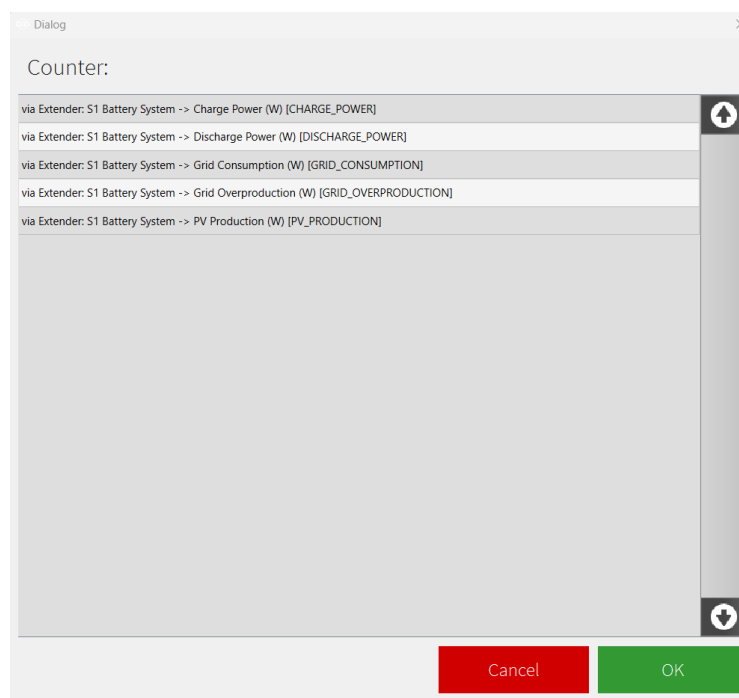 Dialog
Counter:
via Extender: S1 Battery System -> Charge Power (W) [CHARGE_POWER]
via Extender: S1 Battery System -> Discharge Power (W) [DISCHARGE_POWER]
via Extender: S1 Battery System -> Grid Consumption (W) [GRID_CONSUMPTION]
via Extender: S1 Battery System -> Grid Overproduction (W) [GRID_OVERPRODUCTION]
via Extender: S1 Battery System -> PV Production (W) [PV_PRODUCTION]
Cancel OK